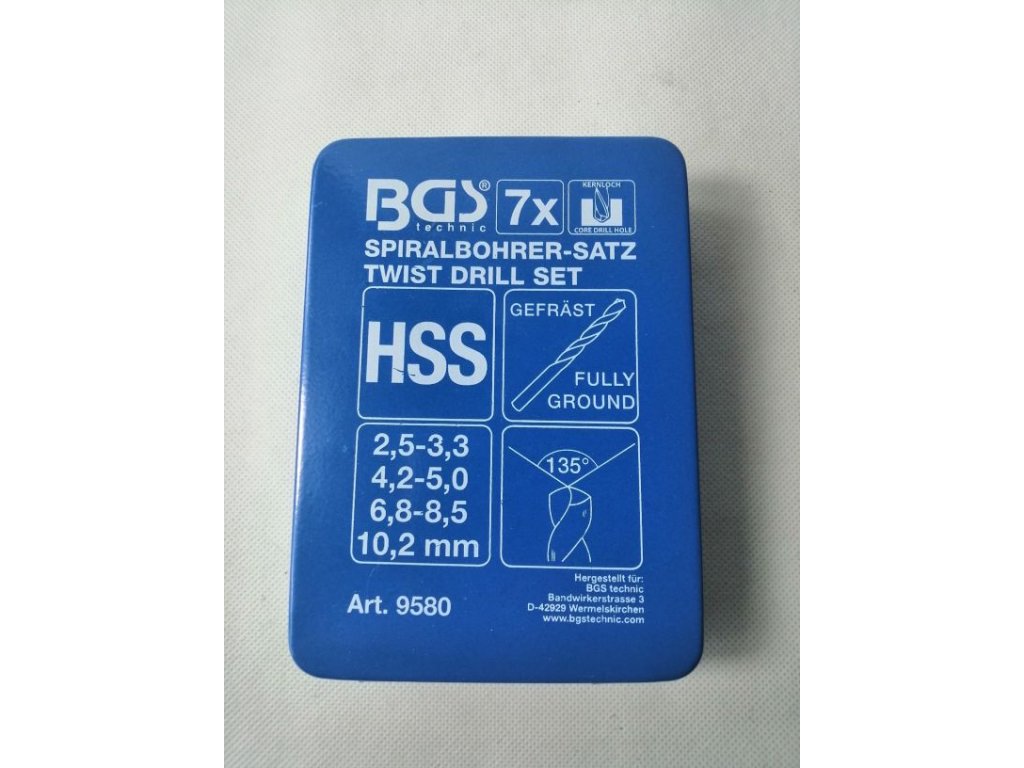 BGS®
technic
7x
KERNLOCH
CORE DRILL HOLE
SPIRALBOHRER-SATZ
TWIST DRILL SET
HSS
GEFRÄST
FULLY
GROUND
2,5-3,3
4,2-5,0
6,8-8,5
10,2 mm
135°
Art. 9580
Hergestellt für:
BGS technic
Bandwirkerstrasse 3
D-42929 Wermelskirchen
www.bgstechnic.com